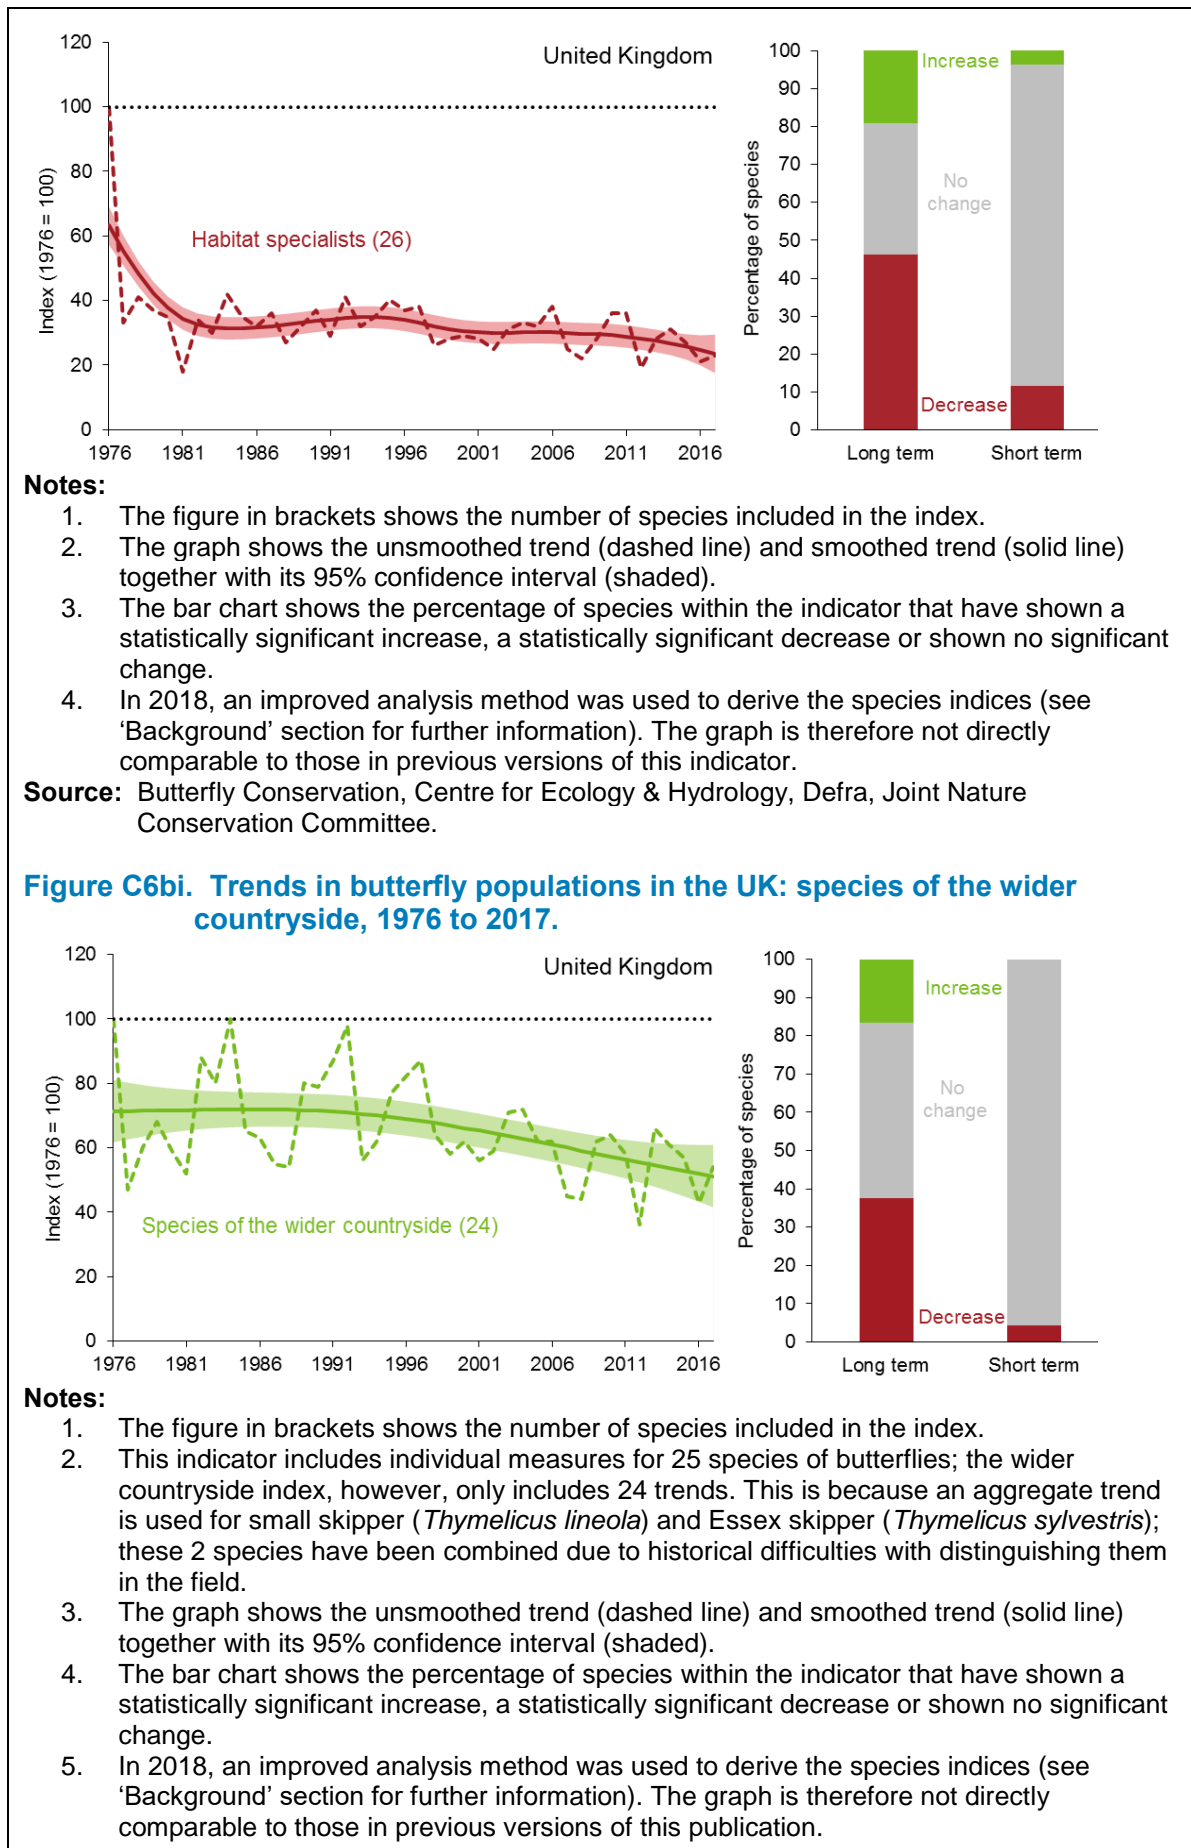 120
100
80
60
40
20
0
Index (1976 = 100)
United Kingdom
Habitat specialists (26)
1976 1981 1986 1991 1996 2001 2006 2011 2016
100
90
80
70
60
50
40
30
20
10
0
Percentage of species
Increase
No
change
Decrease
Long term Short term
Notes:
1. The figure in brackets shows the number of species included in the index.
2. The graph shows the unsmoothed trend (dashed line) and smoothed trend (solid line)
together with its 95% confidence interval (shaded).
3. The bar chart shows the percentage of species within the indicator that have shown a
statistically significant increase, a statistically significant decrease or shown no significant
change.
4. In 2018, an improved analysis method was used to derive the species indices (see
‘Background’ section for further information). The graph is therefore not directly
comparable to those in previous versions of this indicator.
Source: Butterfly Conservation, Centre for Ecology & Hydrology, Defra, Joint Nature
Conservation Committee.
Figure C6bi. Trends in butterfly populations in the UK: species of the wider
countryside, 1976 to 2017.
120
100
80
60
40
20
0
Index (1976 = 100)
United Kingdom
Species of the wider countryside (24)
1976 1981 1986 1991 1996 2001 2006 2011 2016
100
90
80
70
60
50
40
30
20
10
0
Percentage of species
Increase
No
change
Decrease
Long term Short term
Notes:
1. The figure in brackets shows the number of species included in the index.
2. This indicator includes individual measures for 25 species of butterflies; the wider
countryside index, however, only includes 24 trends. This is because an aggregate trend
is used for small skipper (Thymelicus lineola) and Essex skipper (Thymelicus sylvestris);
these 2 species have been combined due to historical difficulties with distinguishing them
in the field.
3. The graph shows the unsmoothed trend (dashed line) and smoothed trend (solid line)
together with its 95% confidence interval (shaded).
4. The bar chart shows the percentage of species within the indicator that have shown a
statistically significant increase, a statistically significant decrease or shown no significant
change.
5. In 2018, an improved analysis method was used to derive the species indices (see
‘Background’ section for further information). The graph is therefore not directly
comparable to those in previous versions of this publication.